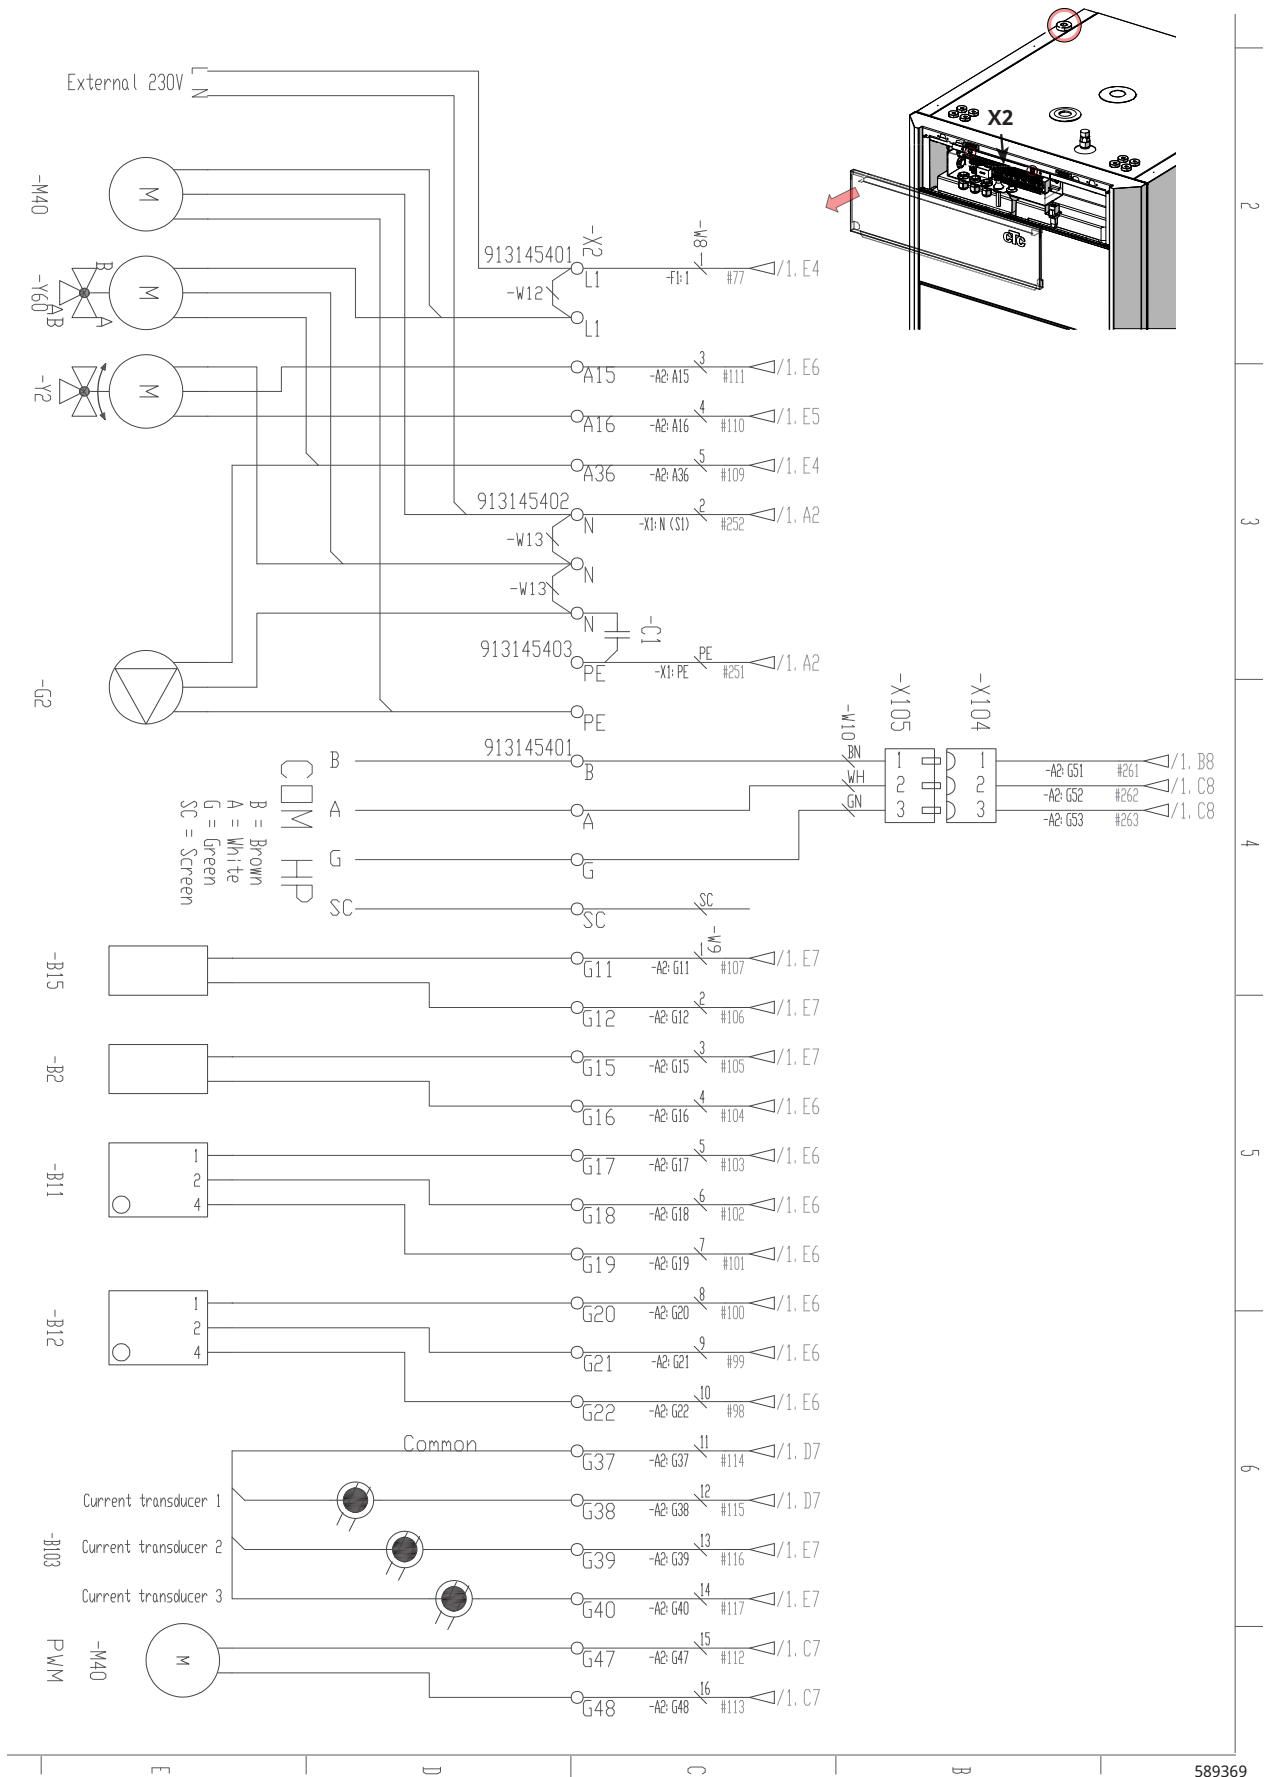 External 230V
L
N
X2
cTc
-M40
2
-X2
-W8
913145401
L1
-F1:1
#77
/1.E4
-W12
-Y60
B
A
AB
L1
-Y2
A15
3
-A2:A15
#111
/1.E6
A16
4
-A2:A16
#110
/1.E5
A36
5
-A2:A36
#109
/1.E4
913145402
N
2
-X1:N (S1)
#252
/1.A2
3
-W13
N
-W13
N
-C1
913145403
PE
PE
-X1:PE
#251
/1.A2
-G2
PE
-X105
-X104
-W10
913145401
B
B
BN
1
1
-A2:G51
#261
/1.B8
WH
2
2
-A2:G52
#262
/1.C8
A
A
GN
3
3
-A2:G53
#263
/1.C8
COM HP
B = Brown
A = White
G = Green
SC = Screen
4
G
G
SC
SC
SC
-W9
-B15
G11
1
-A2:G11
#107
/1.E7
G12
2
-A2:G12
#106
/1.E7
-B2
G15
3
-A2:G15
#105
/1.E7
G16
4
-A2:G16
#104
/1.E6
-B11
1
2
4
G17
5
-A2:G17
#103
/1.E6
5
G18
6
-A2:G18
#102
/1.E6
G19
7
-A2:G19
#101
/1.E6
-B12
1
2
4
G20
8
-A2:G20
#100
/1.E6
G21
9
-A2:G21
#99
/1.E6
G22
10
-A2:G22
#98
/1.E6
Common
G37
11
-A2:G37
#114
/1.D7
6
Current transducer 1
G38
12
-A2:G38
#115
/1.D7
-B103
Current transducer 2
G39
13
-A2:G39
#116
/1.E7
Current transducer 3
G40
14
-A2:G40
#117
/1.E7
-M40
PWM
M
M
M
M
G47
15
-A2:G47
#112
/1.C7
G48
16
-A2:G48
#113
/1.C7
E
D
C
B
589369